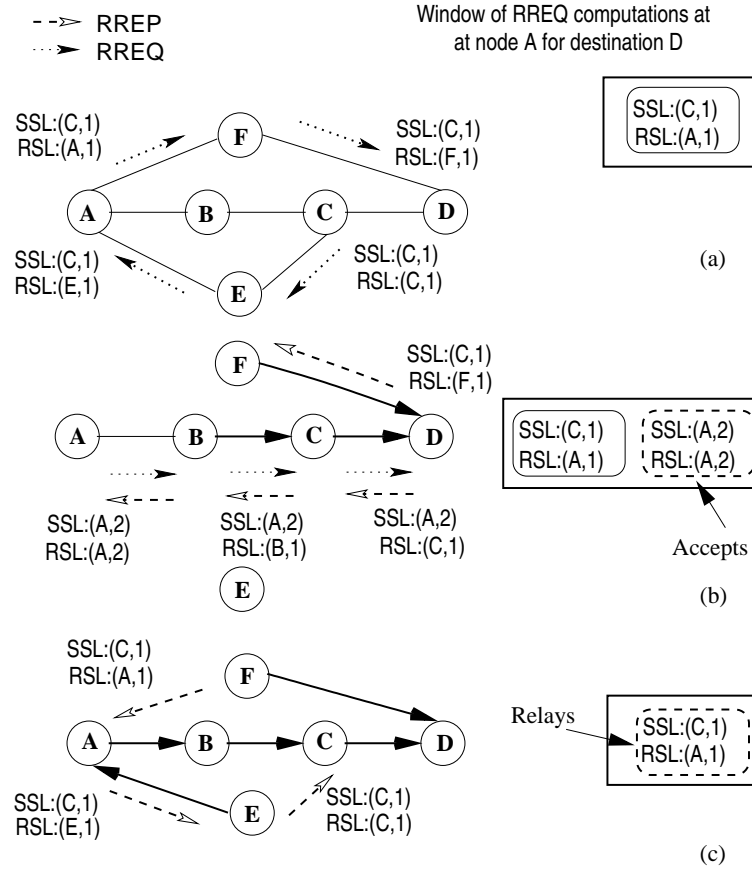 RREP
RREQ
Window of RREQ computations at
at node A for destination D
SSL:(C,1)
RSL:(A,1)
F
SSL:(C,1)
RSL:(F,1)
SSL:(C,1)
RSL:(A,1)
A
B
C
D
SSL:(C,1)
RSL:(E,1)
E
SSL:(C,1)
RSL:(C,1)
(a)
F
SSL:(C,1)
RSL:(F,1)
A
B
C
D
SSL:(C,1)
RSL:(A,1)
SSL:(A,2)
RSL:(A,2)
SSL:(A,2)
RSL:(A,2)
SSL:(A,2)
RSL:(B,1)
SSL:(A,2)
RSL:(C,1)
Accepts
E
(b)
SSL:(C,1)
RSL:(A,1)
F
Relays
A
B
C
D
SSL:(C,1)
RSL:(A,1)
SSL:(C,1)
RSL:(E,1)
E
SSL:(C,1)
RSL:(C,1)
(c)